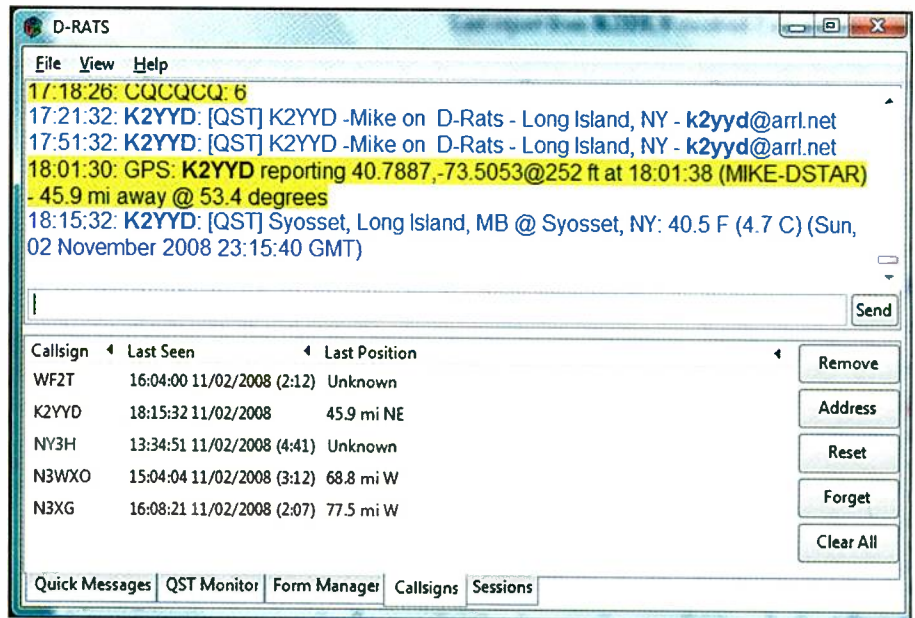 D-RATS
File View Help
17:18:26: CQCQCQ: 6
17:21:32: K2YYD: [QST] K2YYD -Mike on D-Rats - Long Island, NY - k2yyd@arrl.net
17:51:32: K2YYD: [QST] K2YYD -Mike on D-Rats - Long Island, NY - k2yyd@arrl.net
18:01:30: GPS: K2YYD reporting 40.7887,-73.5053@252 ft at 18:01:38 (MIKE-DSTAR)
- 45.9 mi away @ 53.4 degrees
18:15:32: K2YYD: [QST] Syosset, Long Island, MB @ Syosset, NY: 40.5 F (4.7 C) (Sun,
02 November 2008 23:15:40 GMT)
Send
Callsign Last Seen Last Position
WF2T 16:04:00 11/02/2008 (2:12) Unknown
K2YYD 18:15:32 11/02/2008 45.9 mi NE
NY3H 13:34:51 11/02/2008 (4:41) Unknown
N3WXO 15:04:04 11/02/2008 (3:12) 68.8 mi W
N3XG 16:08:21 11/02/2008 (2:07) 77.5 mi W
Remove
Address
Reset
Forget
Clear All
Quick Messages QST Monitor Form Manager Callsigns Sessions